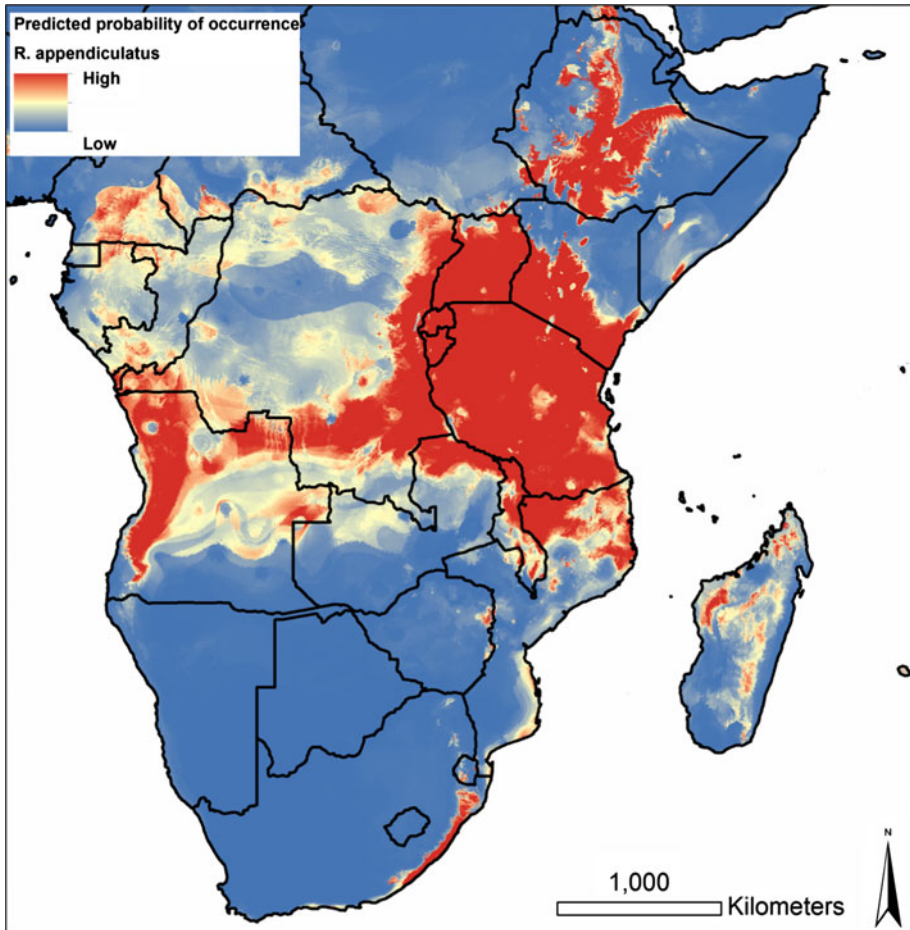 Predicted probability of occurrence
R. appendiculatus
High
Low
N
1,000
Kilometers